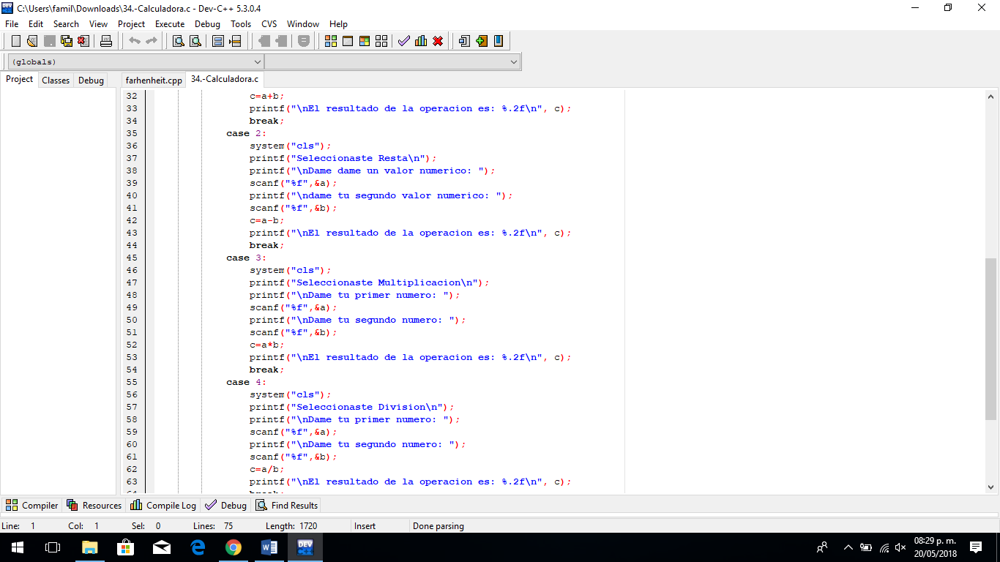 C:\Users\famil\Downloads\34.-Calculadora.c - Dev-C++ 5.3.0.4
File Edit Search View Project Execute Debug Tools CVS Window Help
(globals)
Project Classes Debug
farhenheit.cpp 34.-Calculadora.c
32 c=a+b;
33 printf("\nEl resultado de la operacion es: %.2f\n", c);
34 break;
35 case 2:
36 system("cls");
37 printf("Seleccionaste Resta\n");
38 printf("\nDame dame un valor numerico: ");
39 scanf("%f",&a);
40 printf("\ndame tu segundo valor numerico: ");
41 scanf("%f",&b);
42 c=a-b;
43 printf("\nEl resultado de la operacion es: %.2f\n", c);
44 break;
45 case 3:
46 system("cls");
47 printf("Seleccionaste Multiplicacion\n");
48 printf("\nDame tu primer numero: ");
49 scanf("%f",&a);
50 printf("\nDame tu segundo numero: ");
51 scanf("%f",&b);
52 c=a*b;
53 printf("\nEl resultado de la operacion es: %.2f\n", c);
54 break;
55 case 4:
56 system("cls");
57 printf("Seleccionaste Division\n");
58 printf("\nDame tu primer numero: ");
59 scanf("%f",&a);
60 printf("\nDame tu segundo numero: ");
61 scanf("%f",&b);
62 c=a/b;
63 printf("\nEl resultado de la operacion es: %.2f\n", c);
Compiler Resources Compile Log Debug Find Results
Line: 1 Col: 1 Sel: 0 Lines: 75 Length: 1720 Insert Done parsing
08:29 p. m.
20/05/2018